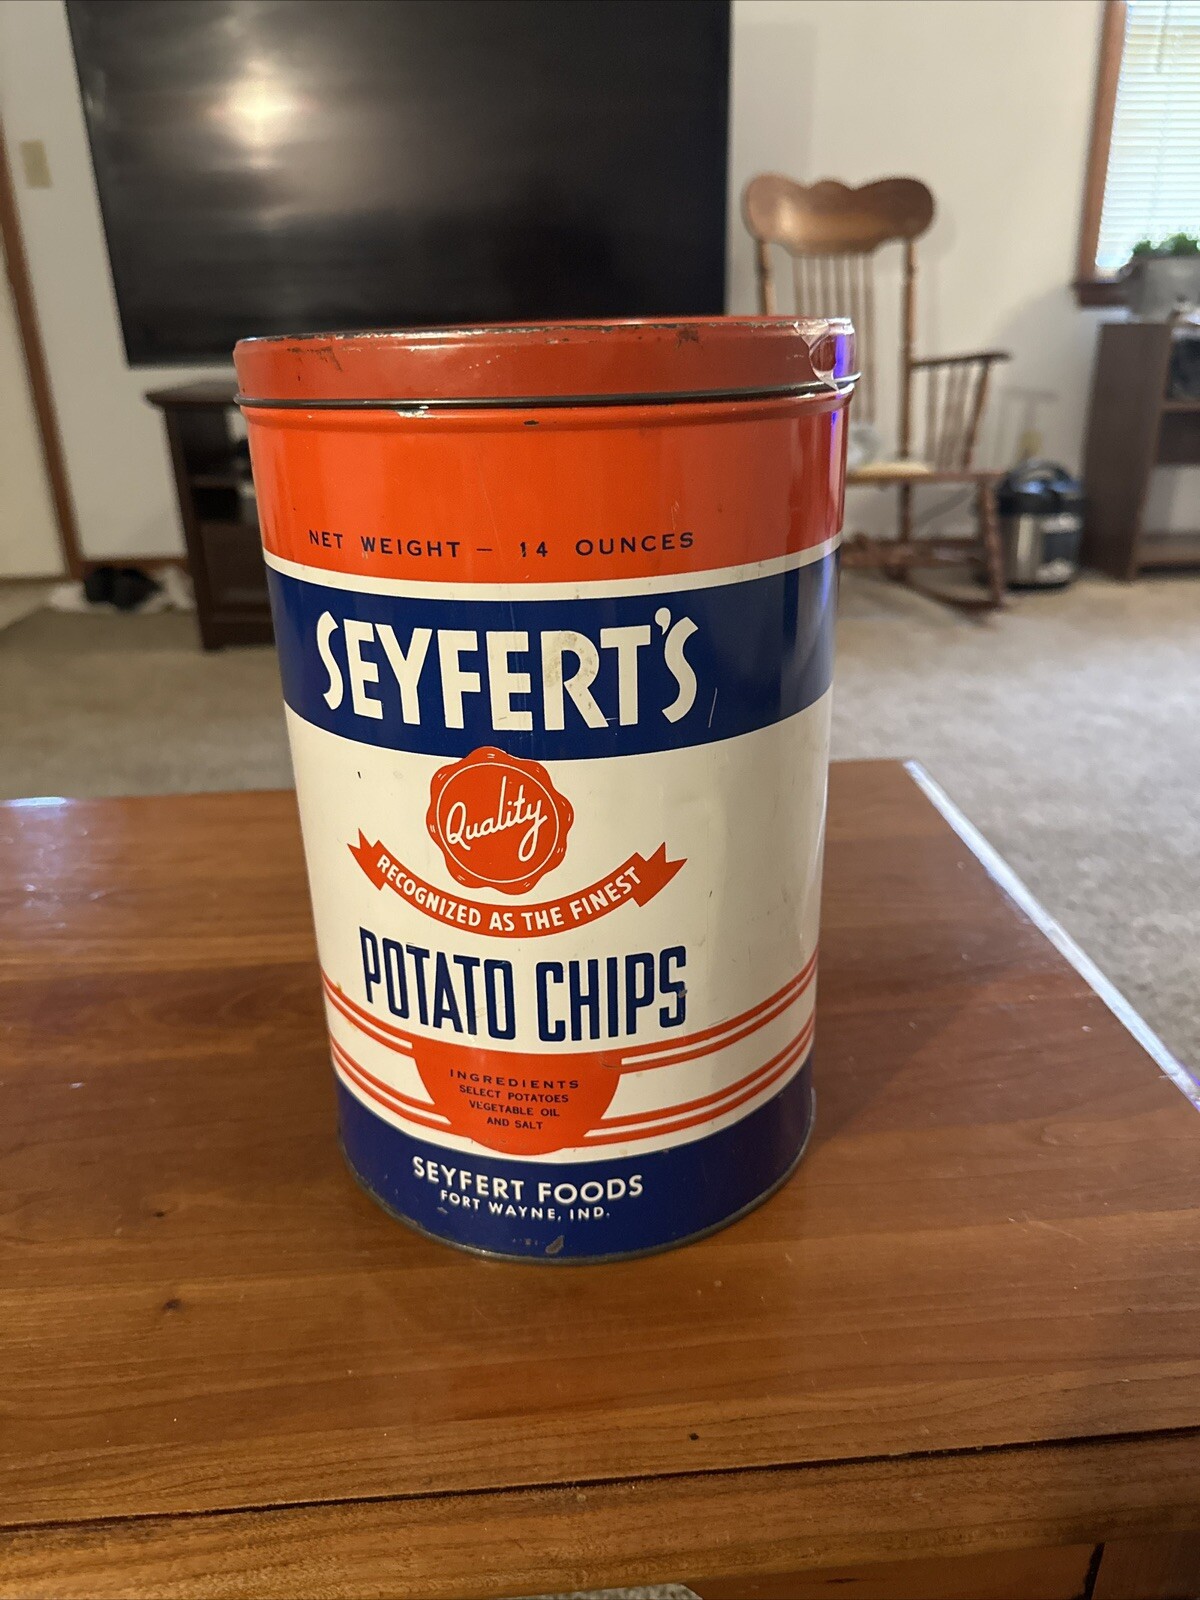 NET WEIGHT — 14 OUNCES
SEYFERT'S
Quality
RECOGNIZED AS THE FINEST
POTATO CHIPS
INGREDIENTS
SELECT POTATOES
VEGETABLE OIL
AND SALT
SEYFERT FOODS
FORT WAYNE, IND.